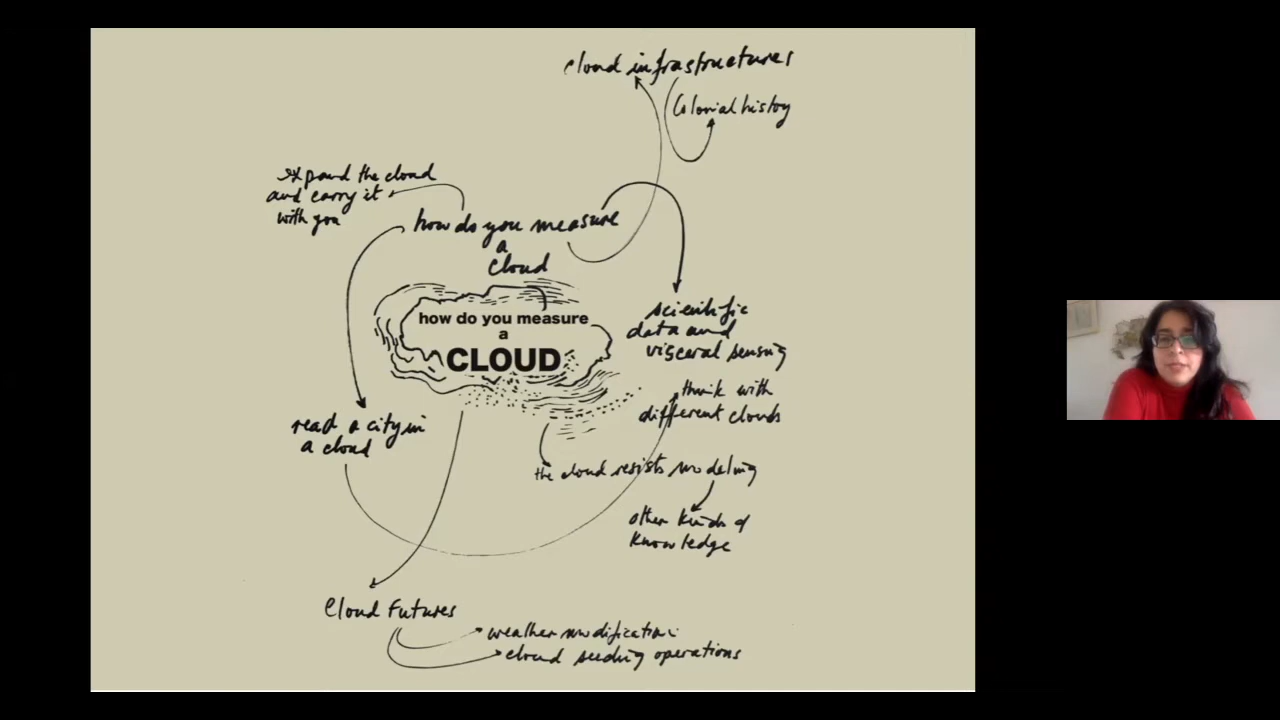 cloud infrastructures
Colonial history
expand the cloud
and carry it
with you
how do you measure
a
cloud
how do you measure
a
CLOUD
scientific
data and
visceral sensing
think with
different clouds
read a city in
a cloud
the cloud resists modeling
other kinds of
knowledge
Cloud Futures
weather modification
cloud seeding operations